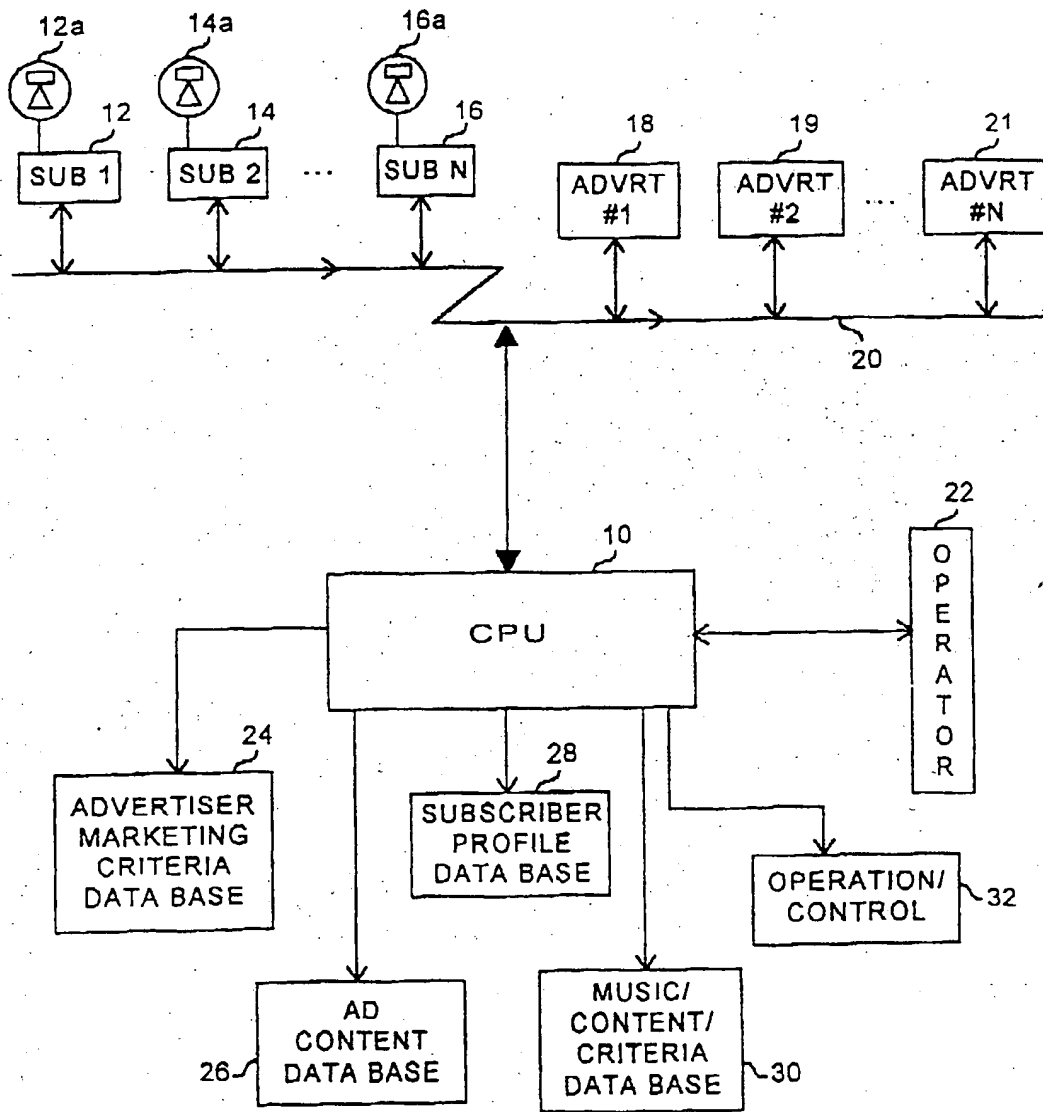 12a
14a
16a
12
14
16
18
19
21
SUB 1
SUB 2
...
SUB N
ADVRT
#1
ADVRT
#2
...
ADVRT
#N
20
10
22
CPU
OPERATOR
24
28
ADVERTISER
MARKETING
CRITERIA
DATA BASE
SUBSCRIBER
PROFILE
DATA BASE
OPERATION/
CONTROL
32
AD
CONTENT
DATA BASE
26
MUSIC/
CONTENT/
CRITERIA
DATA BASE
30